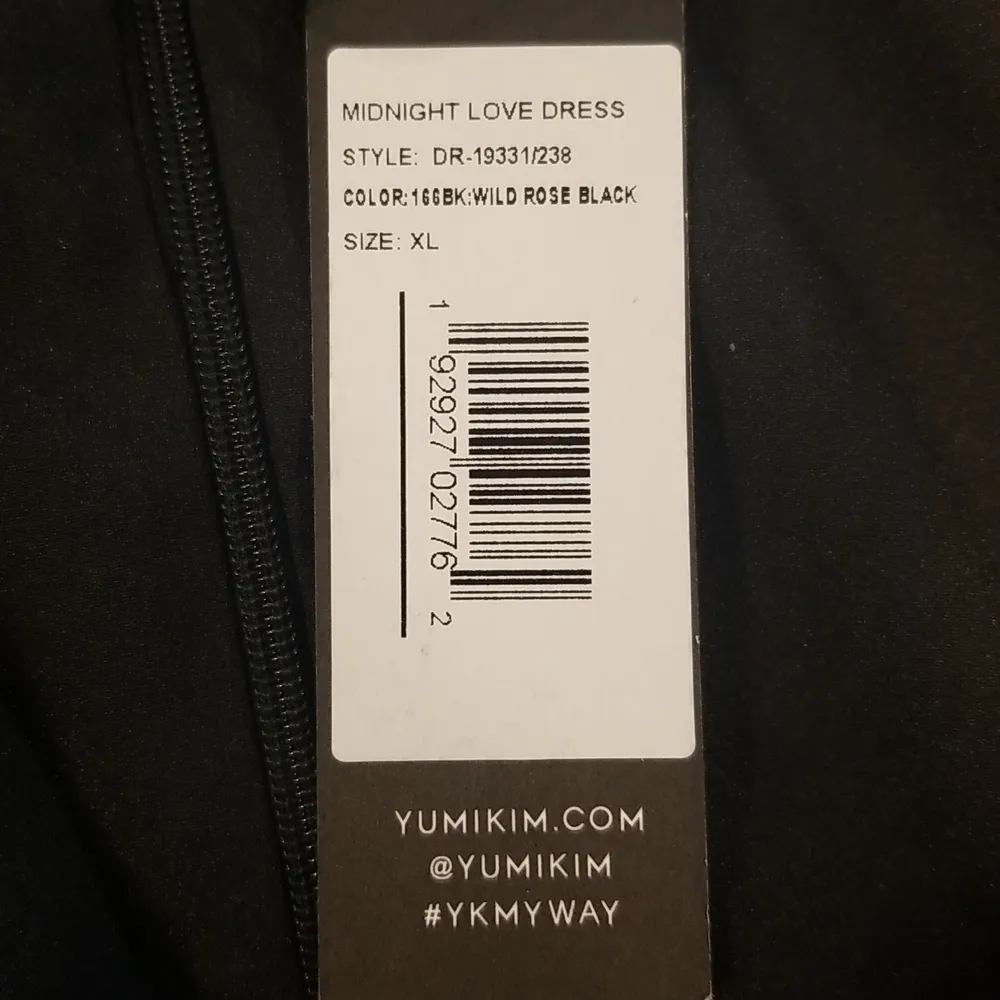 MIDNIGHT LOVE DRESS
STYLE: DR-19331/238
COLOR:166BK:WILD ROSE BLACK
SIZE: XL
1 92927 02776 2
YUMIKIM.COM
@YUMIKIM
#YKMYWAY